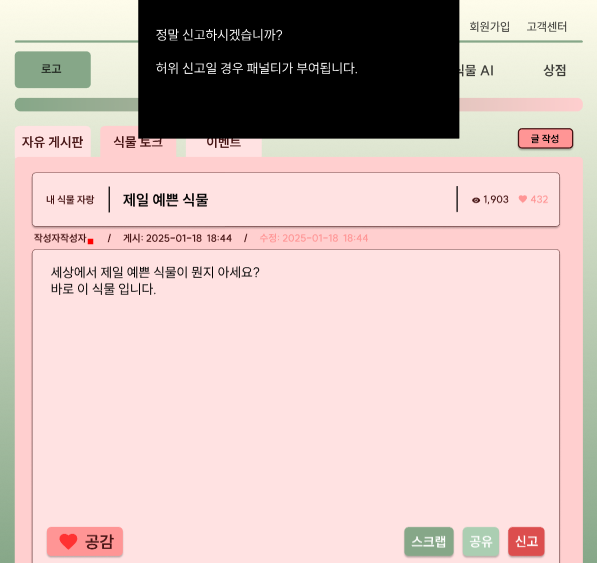 정말 신고하시겠습니까?
허위 신고일 경우 패널티가 부여됩니다.
회원가입 고객센터
로고 식물 AI 상점
자유 게시판 식물 토크 이벤트 글 작성
내 식물 자랑 제일 예쁜 식물 1,903 432
작성자작성자 / 게시: 2025-01-18 18:44 / 수정: 2025-01-18 18:44
세상에서 제일 예쁜 식물이 뭔지 아세요?
바로 이 식물 입니다.
공감 스크랩 공유 신고